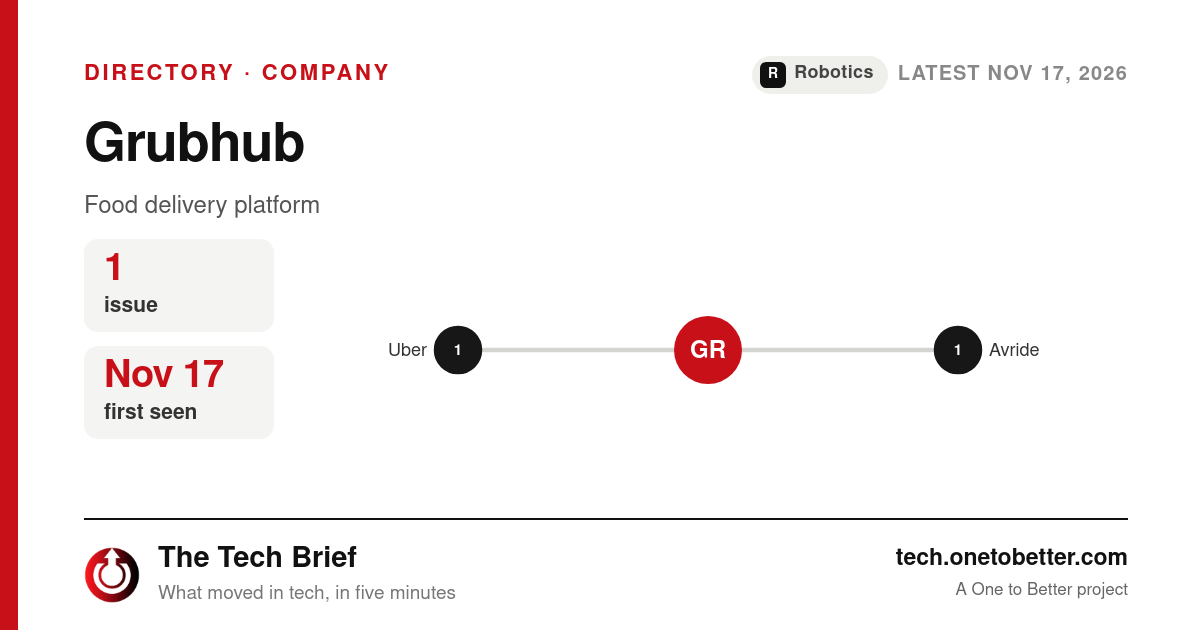 DIRECTORY · COMPANY
R Robotics LATEST NOV 17, 2026
Grubhub
Food delivery platform
1
issue
Nov 17
first seen
Uber 1 GR 1 Avride
The Tech Brief
What moved in tech, in five minutes
tech.onetobetter.com
A One to Better project